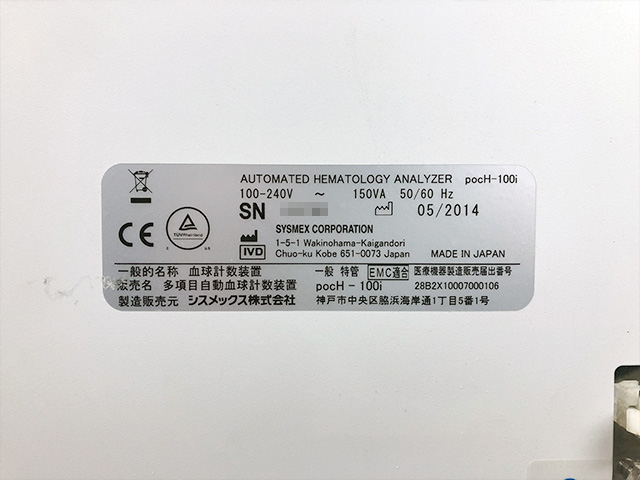 AUTOMATED HEMATOLOGY ANALYZER pocH-100i
100-240V ~ 150VA 50/60 Hz
SN 05/2014
CE TÜVRheinland
SYSMEX CORPORATION
IVD 1-5-1 Wakinohama-Kaigandori
Chuo-ku Kobe 651-0073 Japan MADE IN JAPAN
一般的名称 血球計数装置 一般 特管 EMC適合 医療機器製造販売届出番号
販売名 多項目自動血球計数装置 pocH-100i 28B2X10007000106
製造販売元 シスメックス株式会社 神戸市中央区脇浜海岸通1丁目5番1号